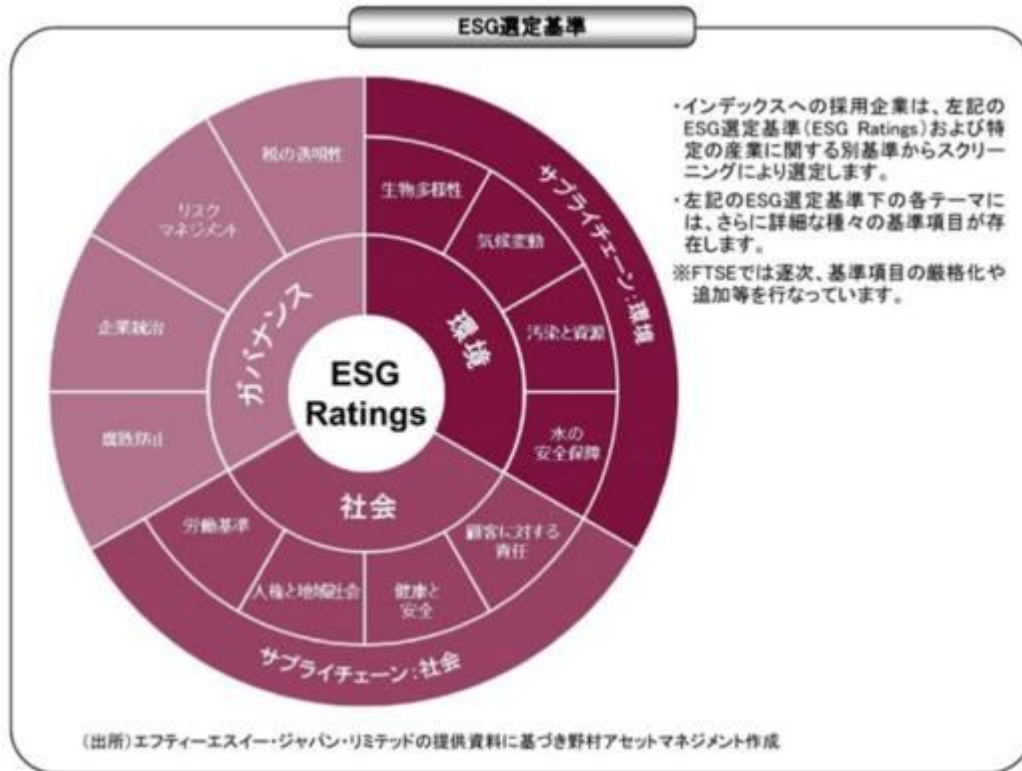 ESG選定基準
税の透明性
リスク
マネジメント
企業統治
腐敗防止
ガバナンス
生物多様性
気候変動
汚染と資源
水の
安全保障
環境
サプライチェーン:環境
ESG
Ratings
社会
労働基準
人権と地域社会
健康と
安全
顧客に対する
責任
サプライチェーン:社会
・インデックスへの採用企業は、左記の
ESG選定基準(ESG Ratings)および特
定の産業に関する別基準からスクリー
ニングにより選定します。
・左記のESG選定基準下の各テーマに
は、さらに詳細な種々の基準項目が存
在します。
※FTSEでは逐次、基準項目の厳格化や
追加等を行なっています。
(出所)エフティーエスイー・ジャパン・リミテッドの提供資料に基づき野村アセットマネジメント作成